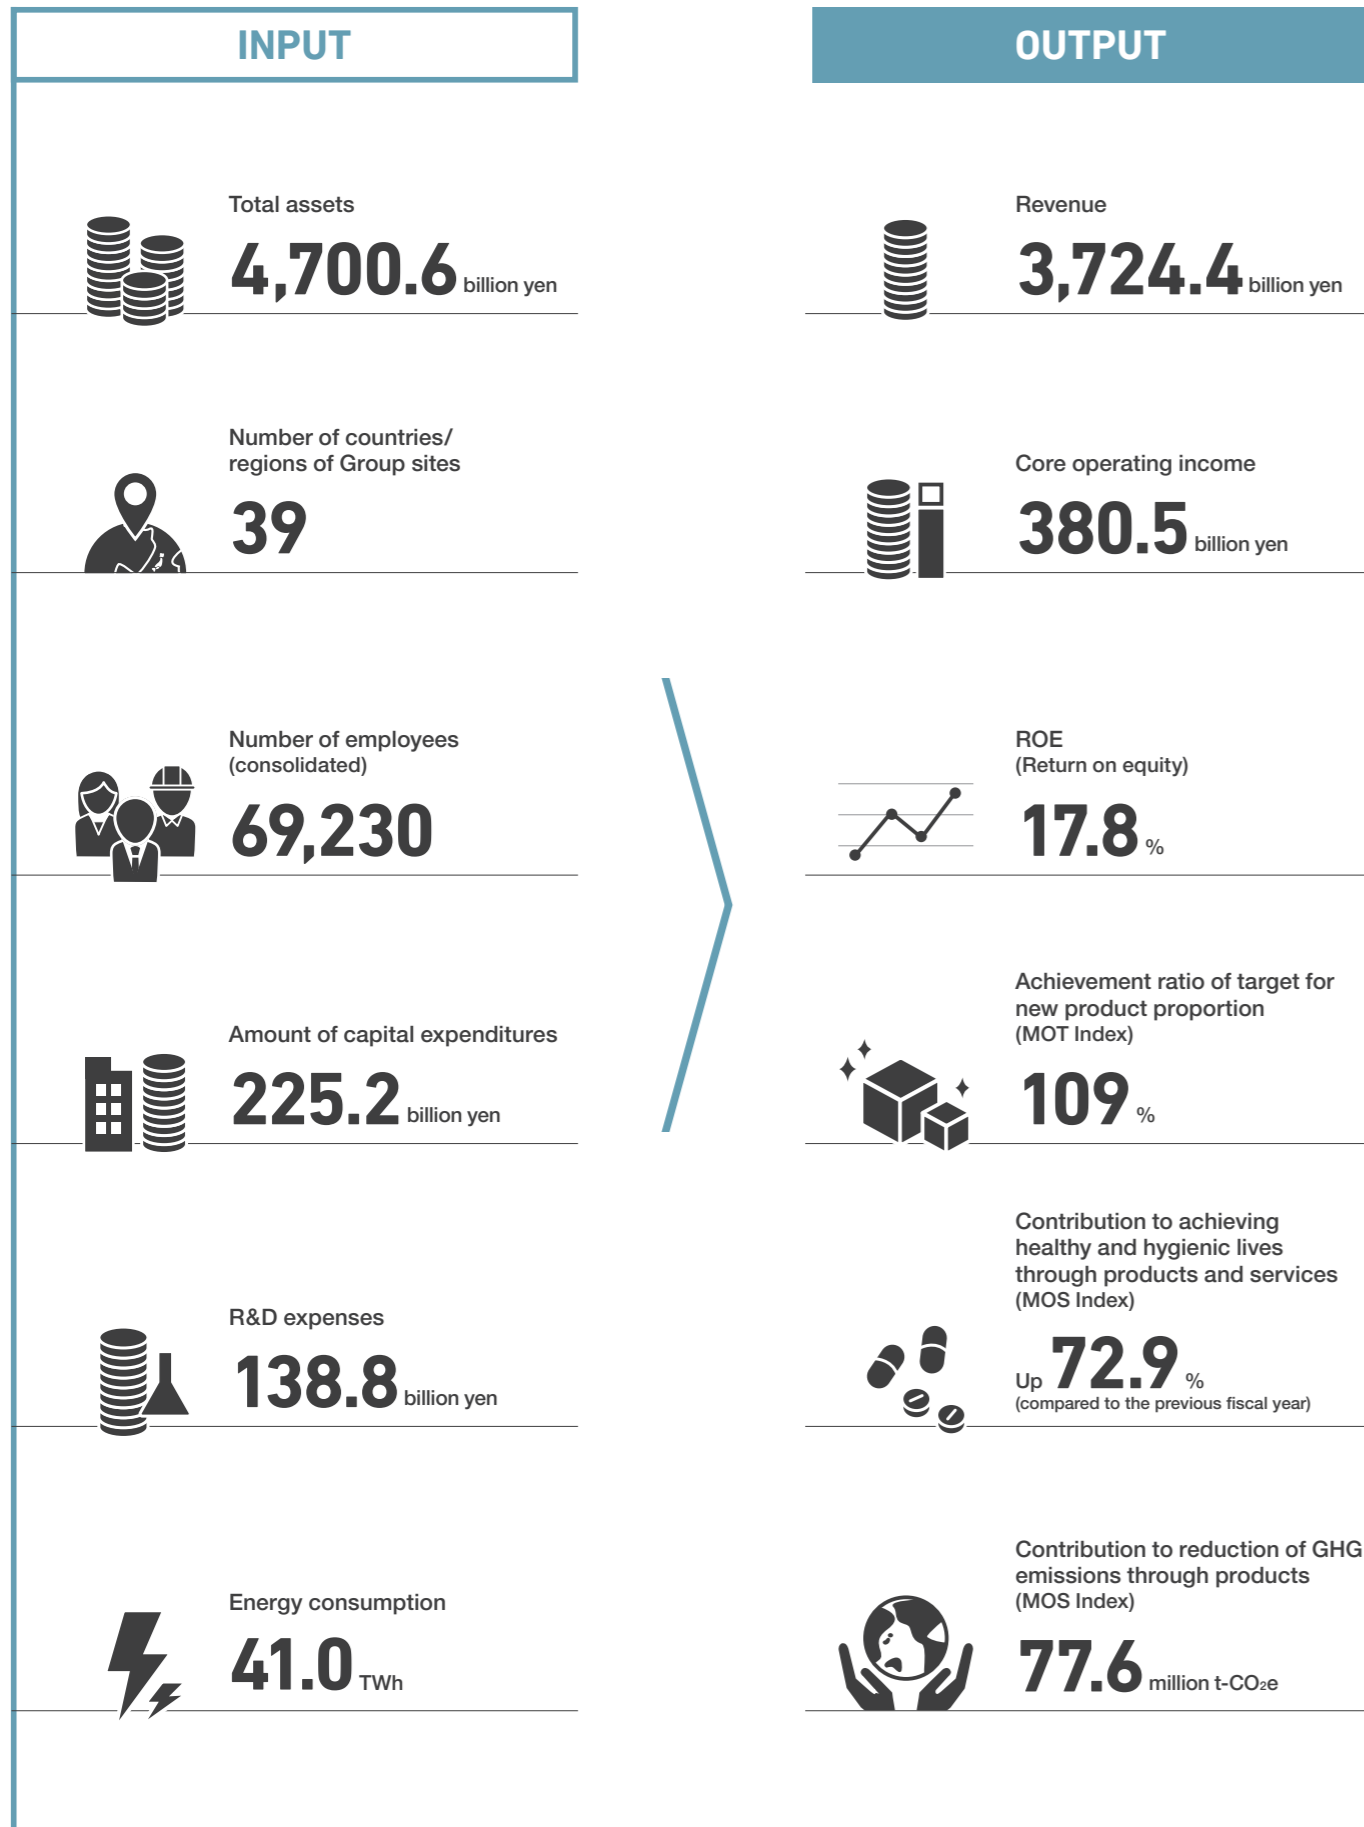 INPUT
Total assets
4,700.6 billion yen
Number of countries/
regions of Group sites
39
Number of employees
(consolidated)
69,230
Amount of capital expenditures
225.2 billion yen
R&D expenses
138.8 billion yen
Energy consumption
41.0 TWh
OUTPUT
Revenue
3,724.4 billion yen
Core operating income
380.5 billion yen
ROE
(Return on equity)
17.8 %
Achievement ratio of target for
new product proportion
(MOT Index)
109 %
Contribution to achieving
healthy and hygienic lives
through products and services
(MOS Index)
Up 72.9 %
(compared to the previous fiscal year)
Contribution to reduction of GHG
emissions through products
(MOS Index)
77.6 million t-CO₂e